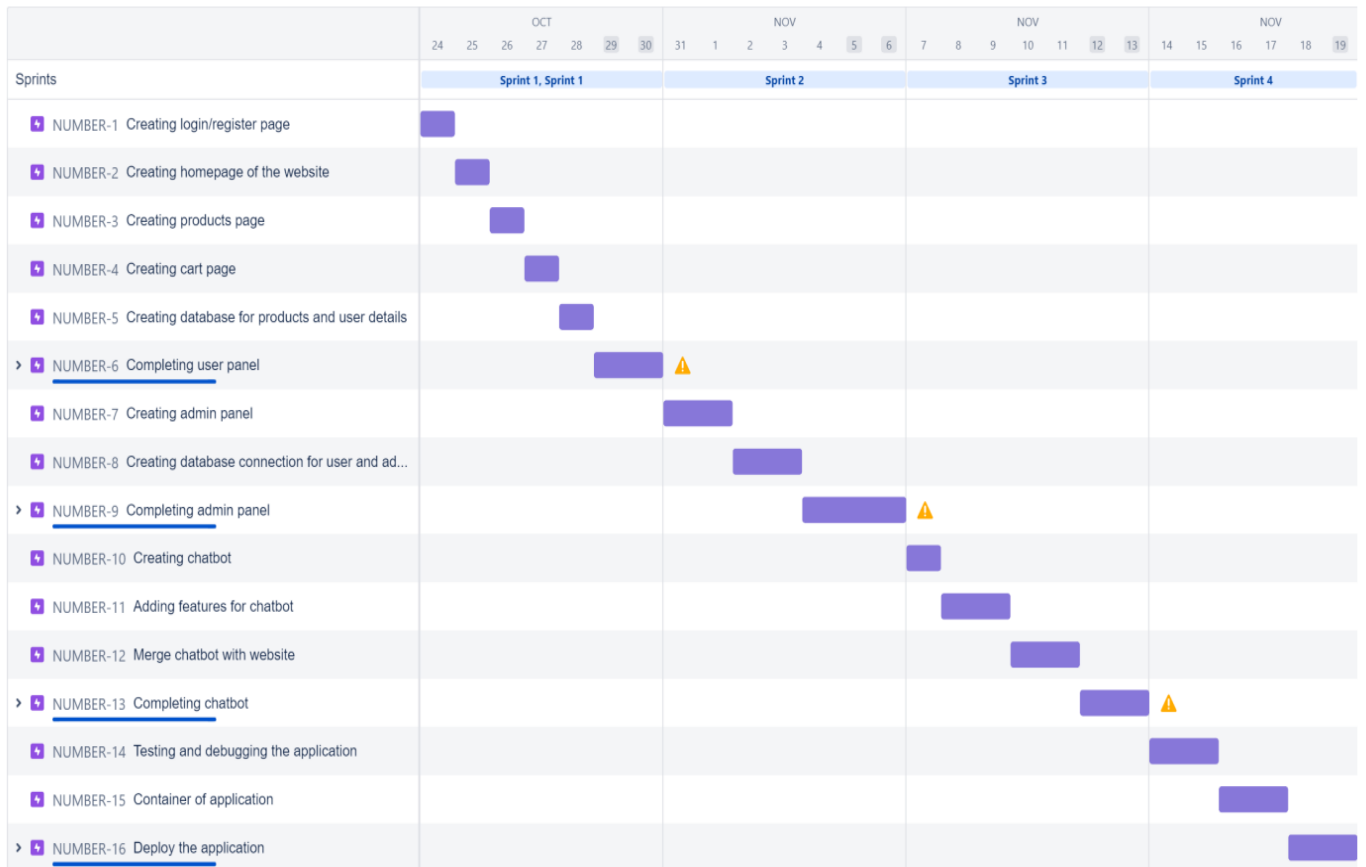 OCT NOV NOV NOV
24 25 26 27 28 29 30 31 1 2 3 4 5 6 7 8 9 10 11 12 13 14 15 16 17 18 19
Sprints Sprint 1, Sprint 1 Sprint 2 Sprint 3 Sprint 4
NUMBER-1 Creating login/register page
NUMBER-2 Creating homepage of the website
NUMBER-3 Creating products page
NUMBER-4 Creating cart page
NUMBER-5 Creating database for products and user details
NUMBER-6 Completing user panel
NUMBER-7 Creating admin panel
NUMBER-8 Creating database connection for user and ad...
NUMBER-9 Completing admin panel
NUMBER-10 Creating chatbot
NUMBER-11 Adding features for chatbot
NUMBER-12 Merge chatbot with website
NUMBER-13 Completing chatbot
NUMBER-14 Testing and debugging the application
NUMBER-15 Container of application
NUMBER-16 Deploy the application